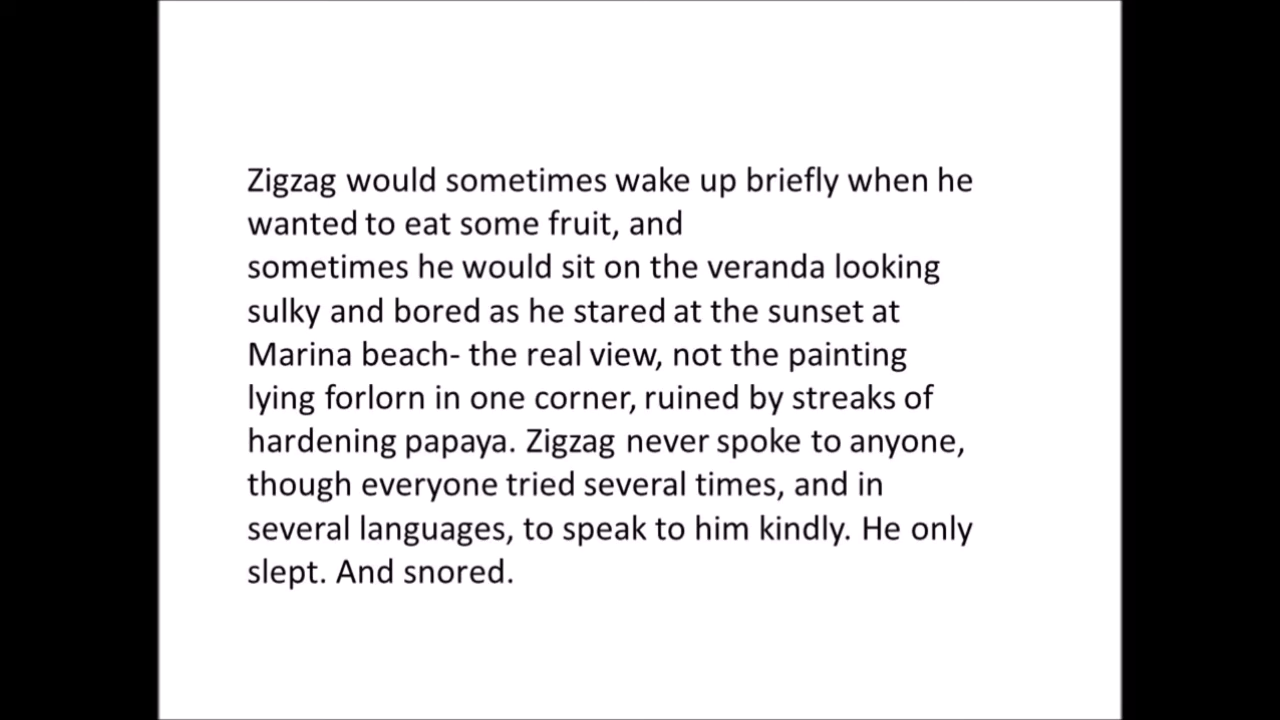 Zigzag would sometimes wake up briefly when he
wanted to eat some fruit, and
sometimes he would sit on the veranda looking
sulky and bored as he stared at the sunset at
Marina beach- the real view, not the painting
lying forlorn in one corner, ruined by streaks of
hardening papaya. Zigzag never spoke to anyone,
though everyone tried several times, and in
several languages, to speak to him kindly. He only
slept. And snored.